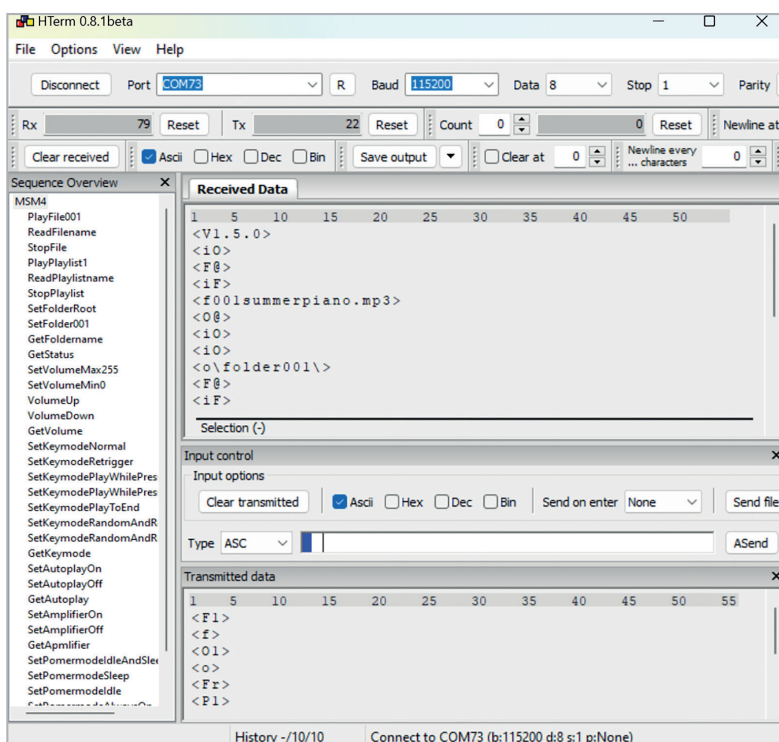 HTerm 0.8.1beta
File Options View Help
Disconnect Port COM73 R Baud 115200 Data 8 Stop 1 Parity
Rx 79 Reset Tx 22 Reset Count 0 0 Reset Newline at
Clear received Ascii Hex Dec Bin Save output Clear at 0 Newline every ... characters 0
Sequence Overview X
MSM4
PlayFile001
ReadFilename
StopFile
PlayPlaylist1
ReadPlaylistname
StopPlaylist
SetFolderRoot
SetFolder001
GetFoldername
GetStatus
SetVolumeMax255
SetVolumeMin0
VolumeUp
VolumeDown
GetVolume
SetKeymodeNormal
SetKeymodeRetrigger
SetKeymodePlayWhilePres
SetKeymodePlayWhilePres
SetKeymodePlayToEnd
SetKeymodeRandomAndR
SetKeymodeRandomAndR
GetKeymode
SetAutoplayOn
SetAutoplayOff
GetAutoplay
SetAmplifierOn
SetAmplifierOff
GetApmlifier
SetPomermodeIdleAndSle
SetPomermodeSleep
SetPomermodeIdle
Received Data
1 5 10 15 20 25 30 35 40 45 50
<V1.5.0>
<iO>
<F@>
<iF>
<f001summerpiano.mp3>
<O@>
<iO>
<iO>
<o\folder001\>
<F@>
<iF>
Selection (-)
Input control
Input options
Clear transmitted Ascii Hex Dec Bin Send on enter None Send file
Type ASC ASend
Transmitted data
1 5 10 15 20 25 30 35 40 45 50 55
<F1>
<f>
<O1>
<o>
<Fr>
<P1>
History -/10/10 Connect to COM73 (b:115200 d:8 s:1 p:None)